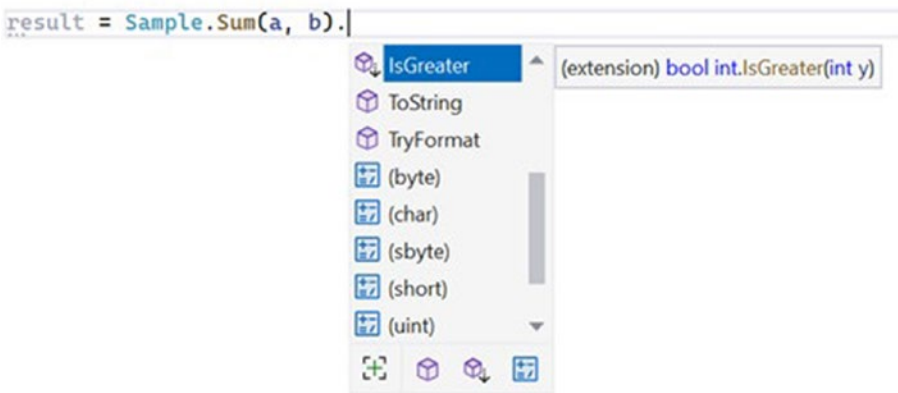 result = Sample.Sum(a, b).
IsGreater
(extension) bool int.IsGreater(int y)
ToString
TryFormat
(byte)
(char)
(sbyte)
(short)
(uint)